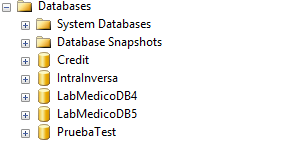 Databases
System Databases
Database Snapshots
Credit
IntraInversa
LabMedicoDB4
LabMedicoDB5
PruebaTest